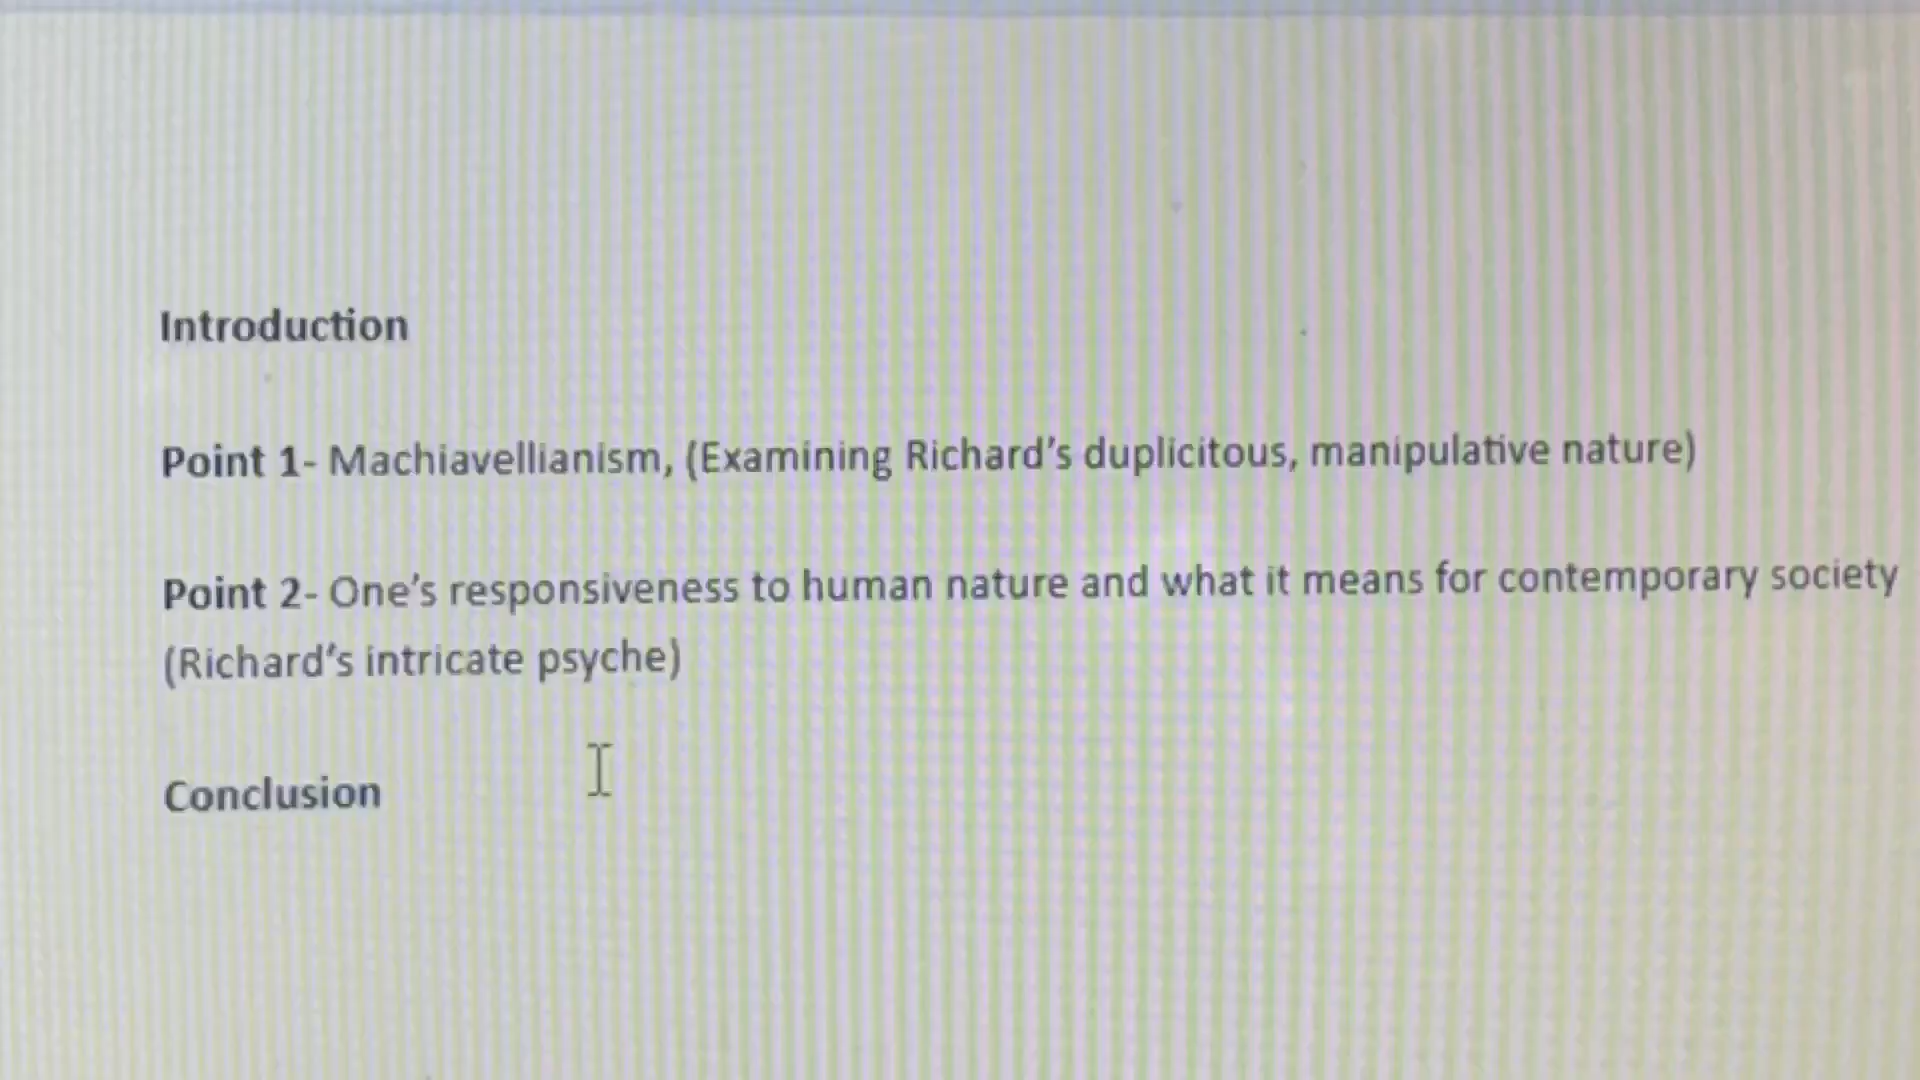 Introduction
Point 1- Machiavellianism, (Examining Richard's duplicitous, manipulative nature)
Point 2- One's responsiveness to human nature and what it means for contemporary society
(Richard's intricate psyche)
Conclusion